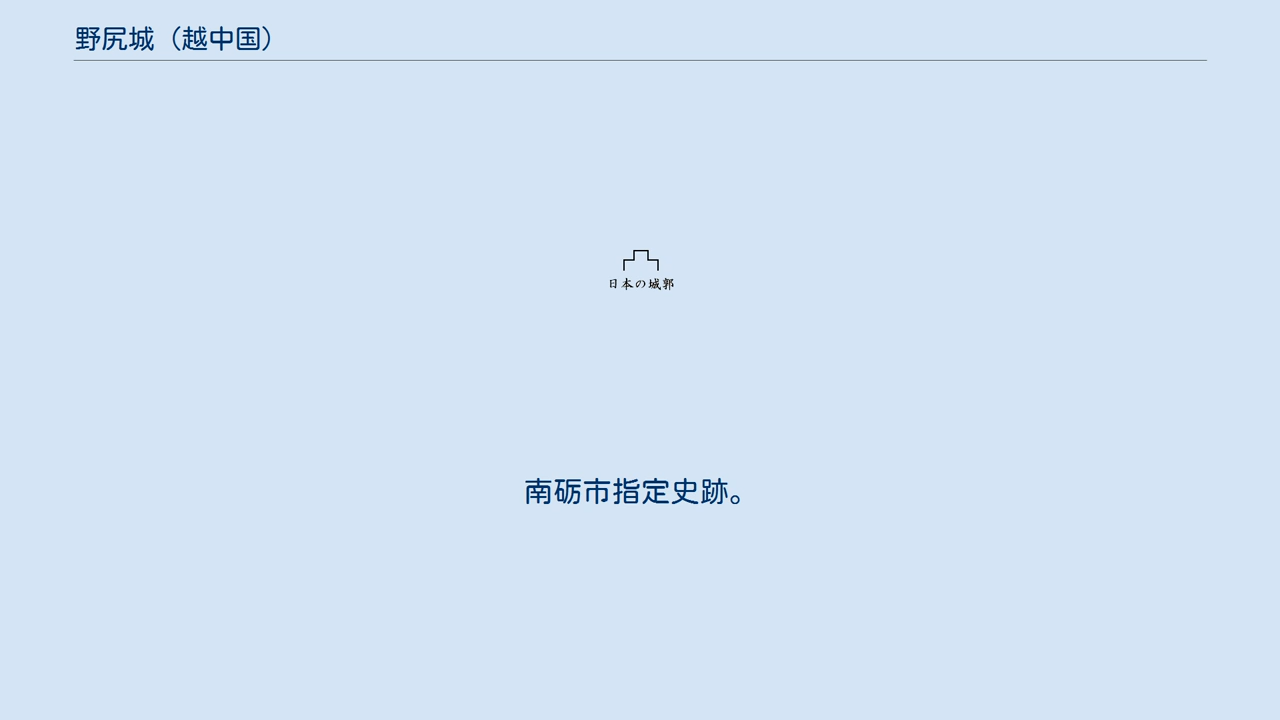 野尻城（越中国）
日本の城郭
南砺市指定史跡。